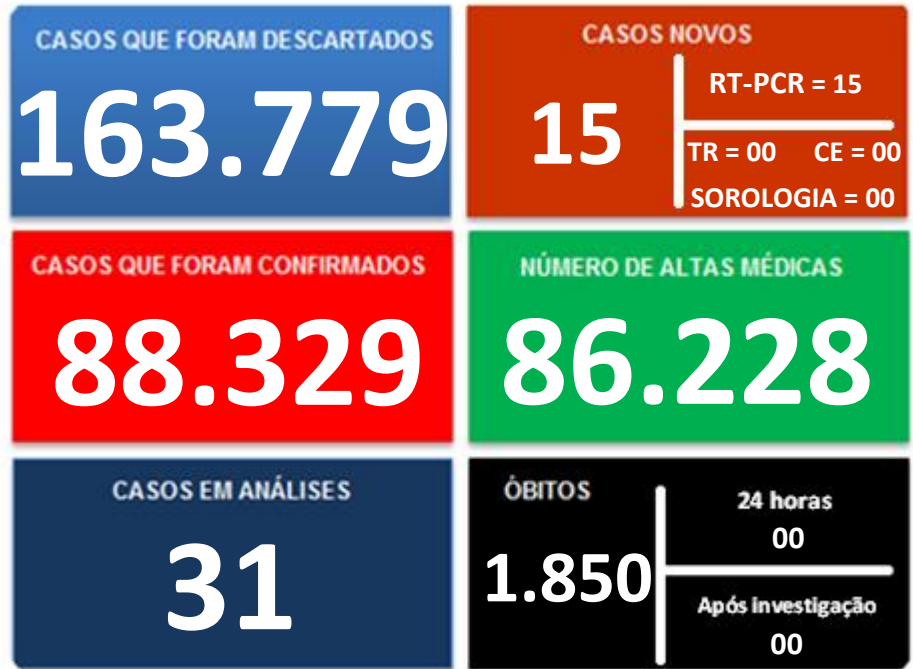 CASOS QUE FORAM DESCARTADOS
163.779
CASOS NOVOS
15
RT-PCR = 15
TR = 00 CE = 00
SOROLOGIA = 00
CASOS QUE FORAM CONFIRMADOS
88.329
NÚMERO DE ALTAS MÉDICAS
86.228
CASOS EM ANÁLISES
31
ÓBITOS
1.850
24 horas
00
Após investigação
00